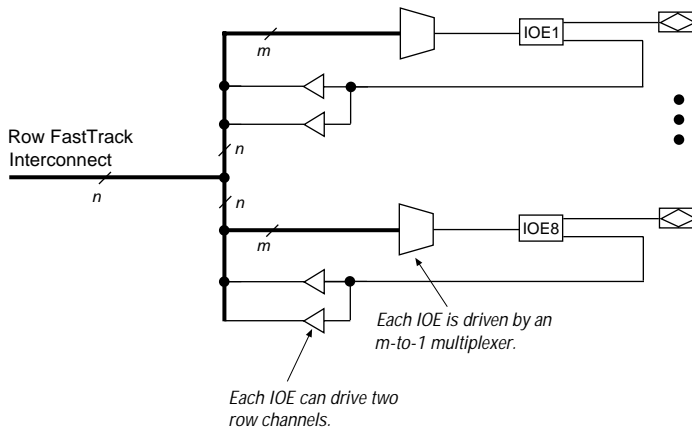 m
IOE1
Row FastTrack
Interconnect
n
n
n
m
IOE8
Each IOE is driven by an
m-to-1 multiplexer.
Each IOE can drive two
row channels.